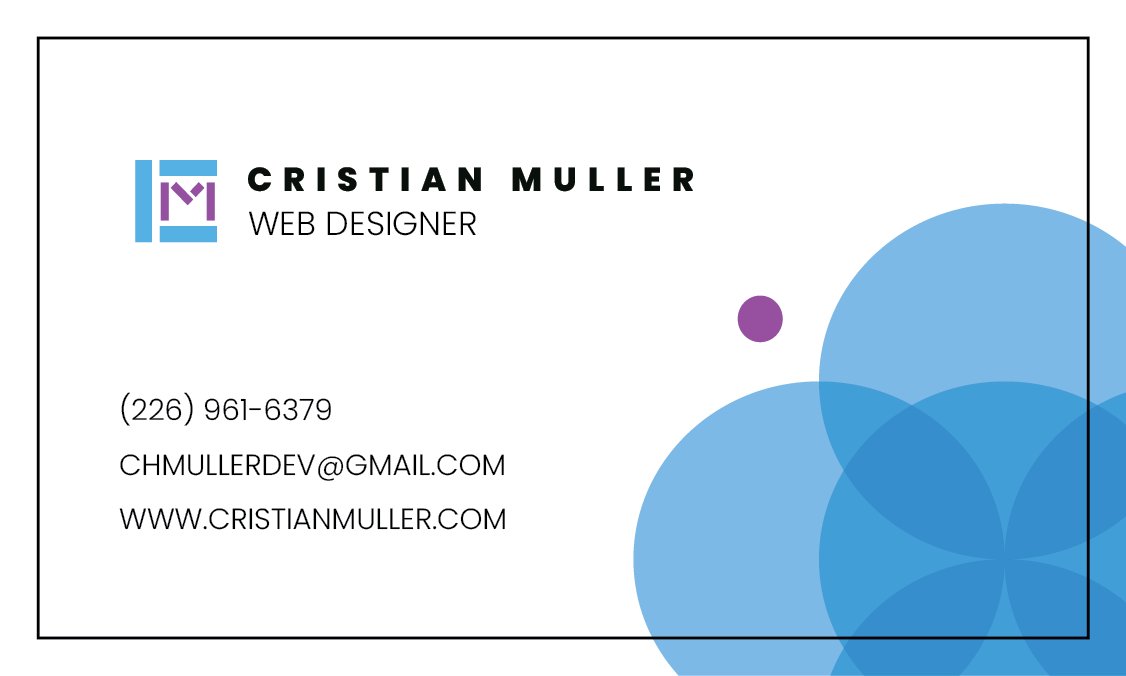 CRISTIAN MULLER
WEB DESIGNER
(226) 961-6379
CHMULLERDEV@GMAIL.COM
WWW.CRISTIANMULLER.COM